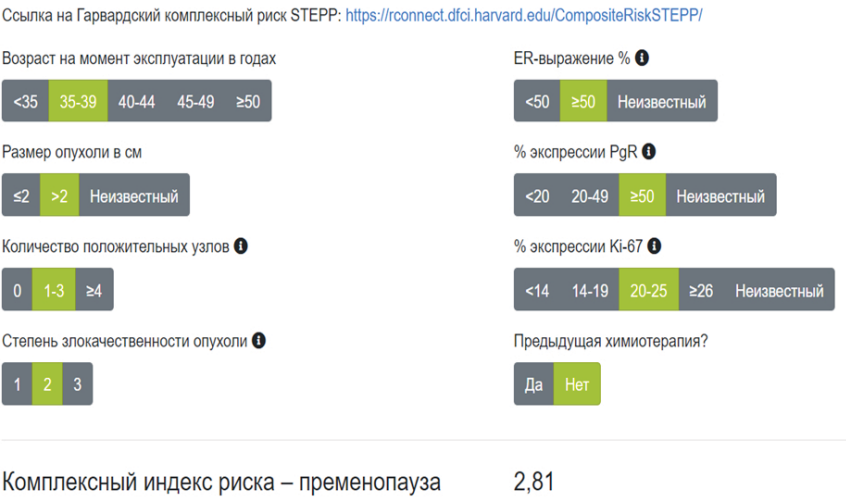 Ссылка на Гарвардский комплексный риск STEPP: https://rconnect.dfci.harvard.edu/CompositeRiskSTEPP/
Возраст на момент эксплуатации в годах
<35 35-39 40-44 45-49 ≥50
Размер опухоли в см
≤2 >2 Неизвестный
Количество положительных узлов
0 1-3 ≥4
Степень злокачественности опухоли
1 2 3
ER-выражение %
<50 ≥50 Неизвестный
% экспрессии PgR
<20 20-49 ≥50 Неизвестный
% экспрессии Ki-67
<14 14-19 20-25 ≥26 Неизвестный
Предыдущая химиотерапия?
Да Нет
Комплексный индекс риска – пременопауза 2,81